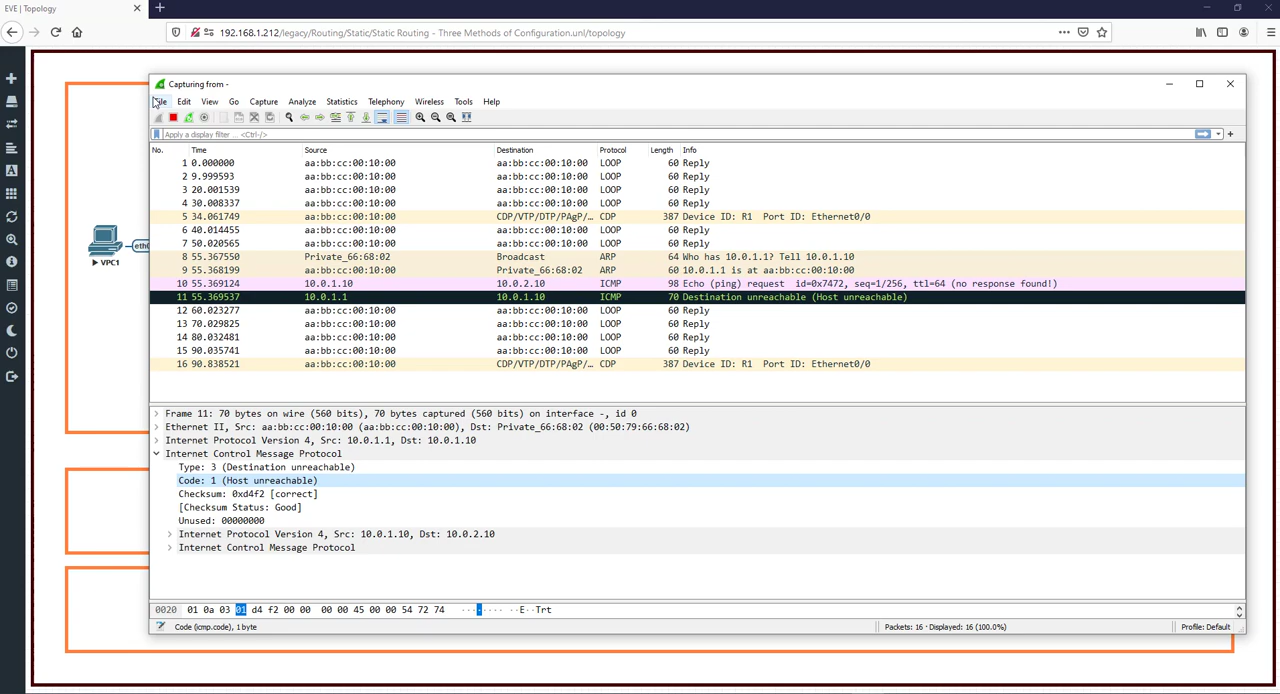 EVE | Topology
192.168.1.212/legacy/Routing/Static/Static Routing - Three Methods of Configuration.unl/topology
Capturing from -
File Edit View Go Capture Analyze Statistics Telephony Wireless Tools Help
Apply a display filter ... <Ctrl-/>
No. Time Source Destination Protocol Length Info
1 0.000000 aa:bb:cc:00:10:00 aa:bb:cc:00:10:00 LOOP 60 Reply
2 9.999593 aa:bb:cc:00:10:00 aa:bb:cc:00:10:00 LOOP 60 Reply
3 20.001539 aa:bb:cc:00:10:00 aa:bb:cc:00:10:00 LOOP 60 Reply
4 30.008337 aa:bb:cc:00:10:00 aa:bb:cc:00:10:00 LOOP 60 Reply
5 34.061749 aa:bb:cc:00:10:00 CDP/VTP/DTP/PAgP/… CDP 387 Device ID: R1 Port ID: Ethernet0/0
6 40.014455 aa:bb:cc:00:10:00 aa:bb:cc:00:10:00 LOOP 60 Reply
7 50.020565 aa:bb:cc:00:10:00 aa:bb:cc:00:10:00 LOOP 60 Reply
8 55.367550 Private_66:68:02 Broadcast ARP 64 Who has 10.0.1.1? Tell 10.0.1.10
9 55.368199 aa:bb:cc:00:10:00 Private_66:68:02 ARP 60 10.0.1.1 is at aa:bb:cc:00:10:00
10 55.369124 10.0.1.10 10.0.2.10 ICMP 98 Echo (ping) request id=0x7472, seq=1/256, ttl=64 (no response found!)
11 55.369537 10.0.1.1 10.0.1.10 ICMP 70 Destination unreachable (Host unreachable)
12 60.023277 aa:bb:cc:00:10:00 aa:bb:cc:00:10:00 LOOP 60 Reply
13 70.029825 aa:bb:cc:00:10:00 aa:bb:cc:00:10:00 LOOP 60 Reply
14 80.032481 aa:bb:cc:00:10:00 aa:bb:cc:00:10:00 LOOP 60 Reply
15 90.035741 aa:bb:cc:00:10:00 aa:bb:cc:00:10:00 LOOP 60 Reply
16 90.838521 aa:bb:cc:00:10:00 CDP/VTP/DTP/PAgP/… CDP 387 Device ID: R1 Port ID: Ethernet0/0
eth0
VPC1
Frame 11: 70 bytes on wire (560 bits), 70 bytes captured (560 bits) on interface -, id 0
Ethernet II, Src: aa:bb:cc:00:10:00 (aa:bb:cc:00:10:00), Dst: Private_66:68:02 (00:50:79:66:68:02)
Internet Protocol Version 4, Src: 10.0.1.1, Dst: 10.0.1.10
Internet Control Message Protocol
Type: 3 (Destination unreachable)
Code: 1 (Host unreachable)
Checksum: 0xd4f2 [correct]
[Checksum Status: Good]
Unused: 00000000
Internet Protocol Version 4, Src: 10.0.1.10, Dst: 10.0.2.10
Internet Control Message Protocol
0020 01 0a 03 01 d4 f2 00 00 00 00 45 00 00 54 72 74 ········ ··E··Trt
Code (icmp.code), 1 byte
Packets: 16 · Displayed: 16 (100.0%)
Profile: Default